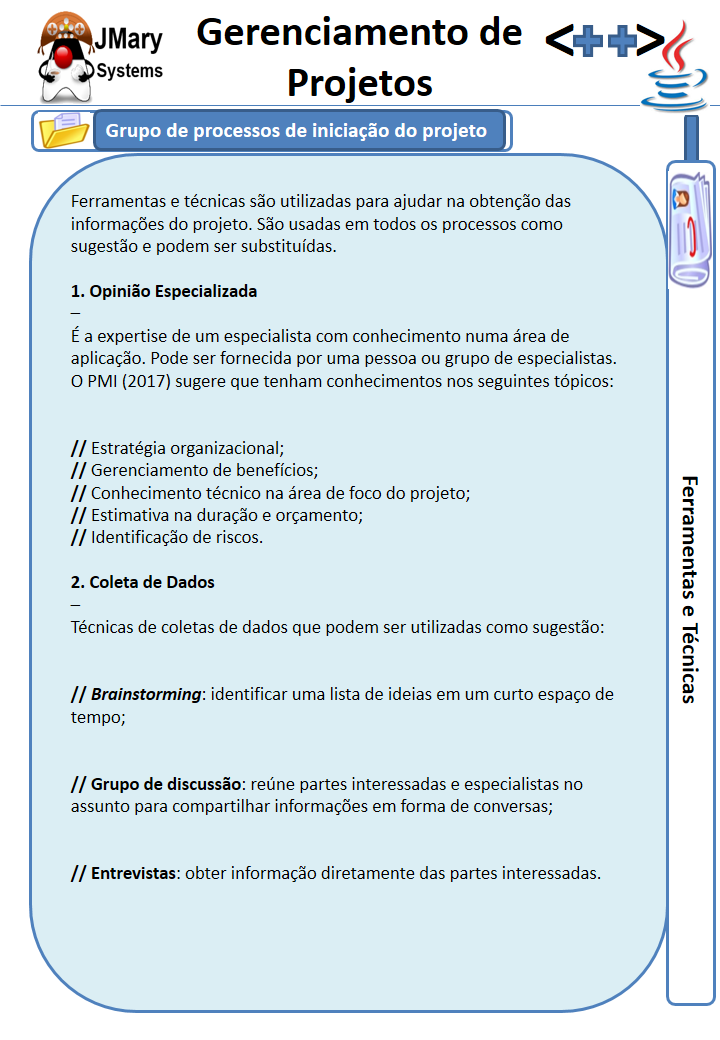 JMary
Systems
Gerenciamento de
Projetos
<++>
Grupo de processos de iniciação do projeto
Ferramentas e técnicas são utilizadas para ajudar na obtenção das
informações do projeto. São usadas em todos os processos como
sugestão e podem ser substituídas.
1. Opinião Especializada
–
É a expertise de um especialista com conhecimento numa área de
aplicação. Pode ser fornecida por uma pessoa ou grupo de especialistas.
O PMI (2017) sugere que tenham conhecimentos nos seguintes tópicos:
// Estratégia organizacional;
// Gerenciamento de benefícios;
// Conhecimento técnico na área de foco do projeto;
// Estimativa na duração e orçamento;
// Identificação de riscos.
2. Coleta de Dados
–
Técnicas de coletas de dados que podem ser utilizadas como sugestão:
// Brainstorming: identificar uma lista de ideias em um curto espaço de
tempo;
// Grupo de discussão: reúne partes interessadas e especialistas no
assunto para compartilhar informações em forma de conversas;
// Entrevistas: obter informação diretamente das partes interessadas.
Ferramentas e Técnicas